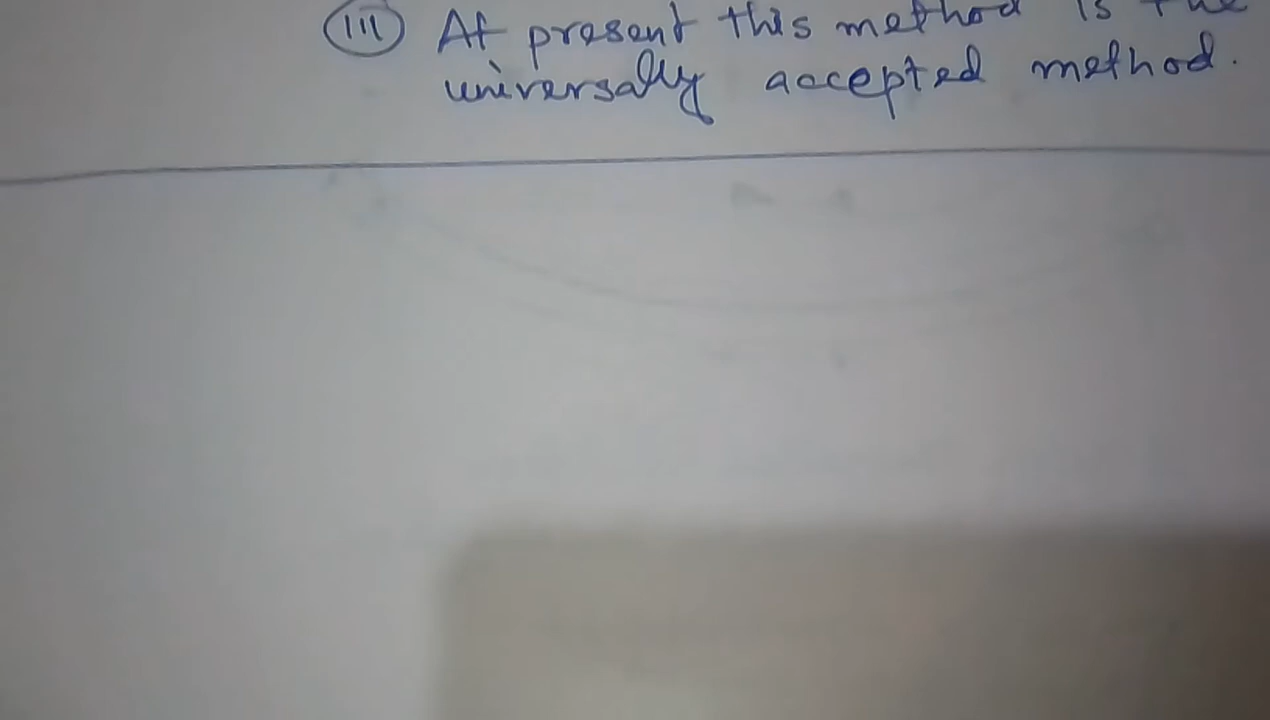 (III) At present this method is the
universally accepted method.